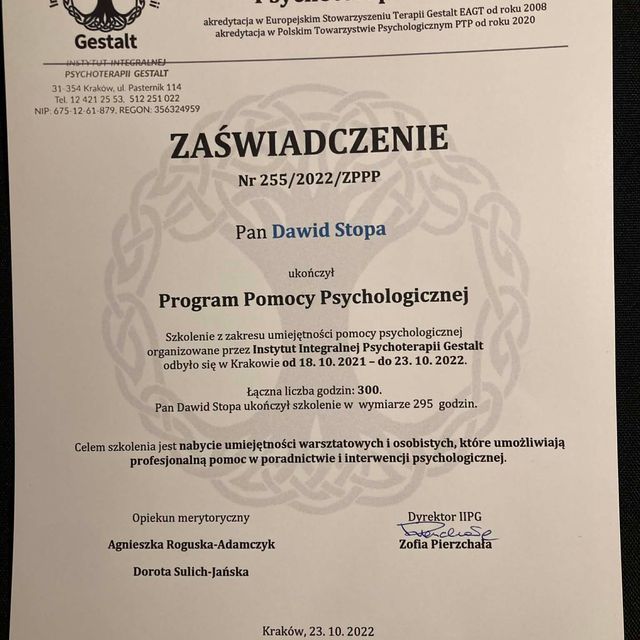 Gestalt
INSTYTUT INTEGRALNEJ
PSYCHOTERAPII GESTALT
31-354 Kraków, ul. Pasternik 114
Tel. 12 421 25 53, 512 251 022
NIP: 675-12-61-879, REGON: 356324959
akredytacja w Europejskim Stowarzyszeniu Terapii Gestalt EAGT od roku 2008
akredytacja w Polskim Towarzystwie Psychologicznym PTP od roku 2020
ZAŚWIADCZENIE
Nr 255/2022/ZPPP
Pan Dawid Stopa
ukończył
Program Pomocy Psychologicznej
Szkolenie z zakresu umiejętności pomocy psychologicznej
organizowane przez Instytut Integralnej Psychoterapii Gestalt
odbyło się w Krakowie od 18. 10. 2021 – do 23. 10. 2022.
Łączna liczba godzin: 300.
Pan Dawid Stopa ukończył szkolenie w wymiarze 295 godzin.
Celem szkolenia jest nabycie umiejętności warsztatowych i osobistych, które umożliwiają
profesjonalną pomoc w poradnictwie i interwencji psychologicznej.
Opiekun merytoryczny
Agnieszka Roguska-Adamczyk
Dorota Sulich-Jańska
Dyrektor IIPG
Zofia Pierzchała
Kraków, 23. 10. 2022